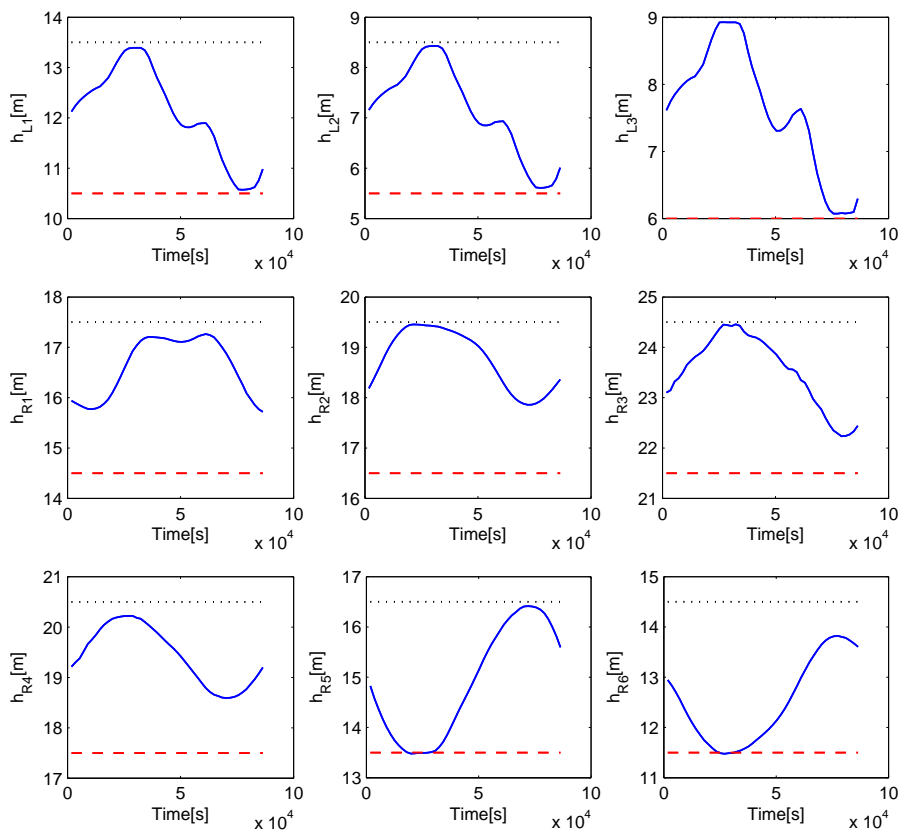 14
13
12
11
10
h_L1[m]
0 5 10
Time[s]
x 10^4
9
8
7
6
5
h_L2[m]
0 5 10
Time[s]
x 10^4
9
8
7
6
h_L3[m]
0 5 10
Time[s]
x 10^4
18
17
16
15
14
h_R1[m]
0 5 10
Time[s]
x 10^4
20
19
18
17
16
h_R2[m]
0 5 10
Time[s]
x 10^4
25
24
23
22
21
h_R3[m]
0 5 10
Time[s]
x 10^4
21
20
19
18
17
h_R4[m]
0 5 10
Time[s]
x 10^4
17
16
15
14
13
h_R5[m]
0 5 10
Time[s]
x 10^4
15
14
13
12
11
h_R6[m]
0 5 10
Time[s]
x 10^4